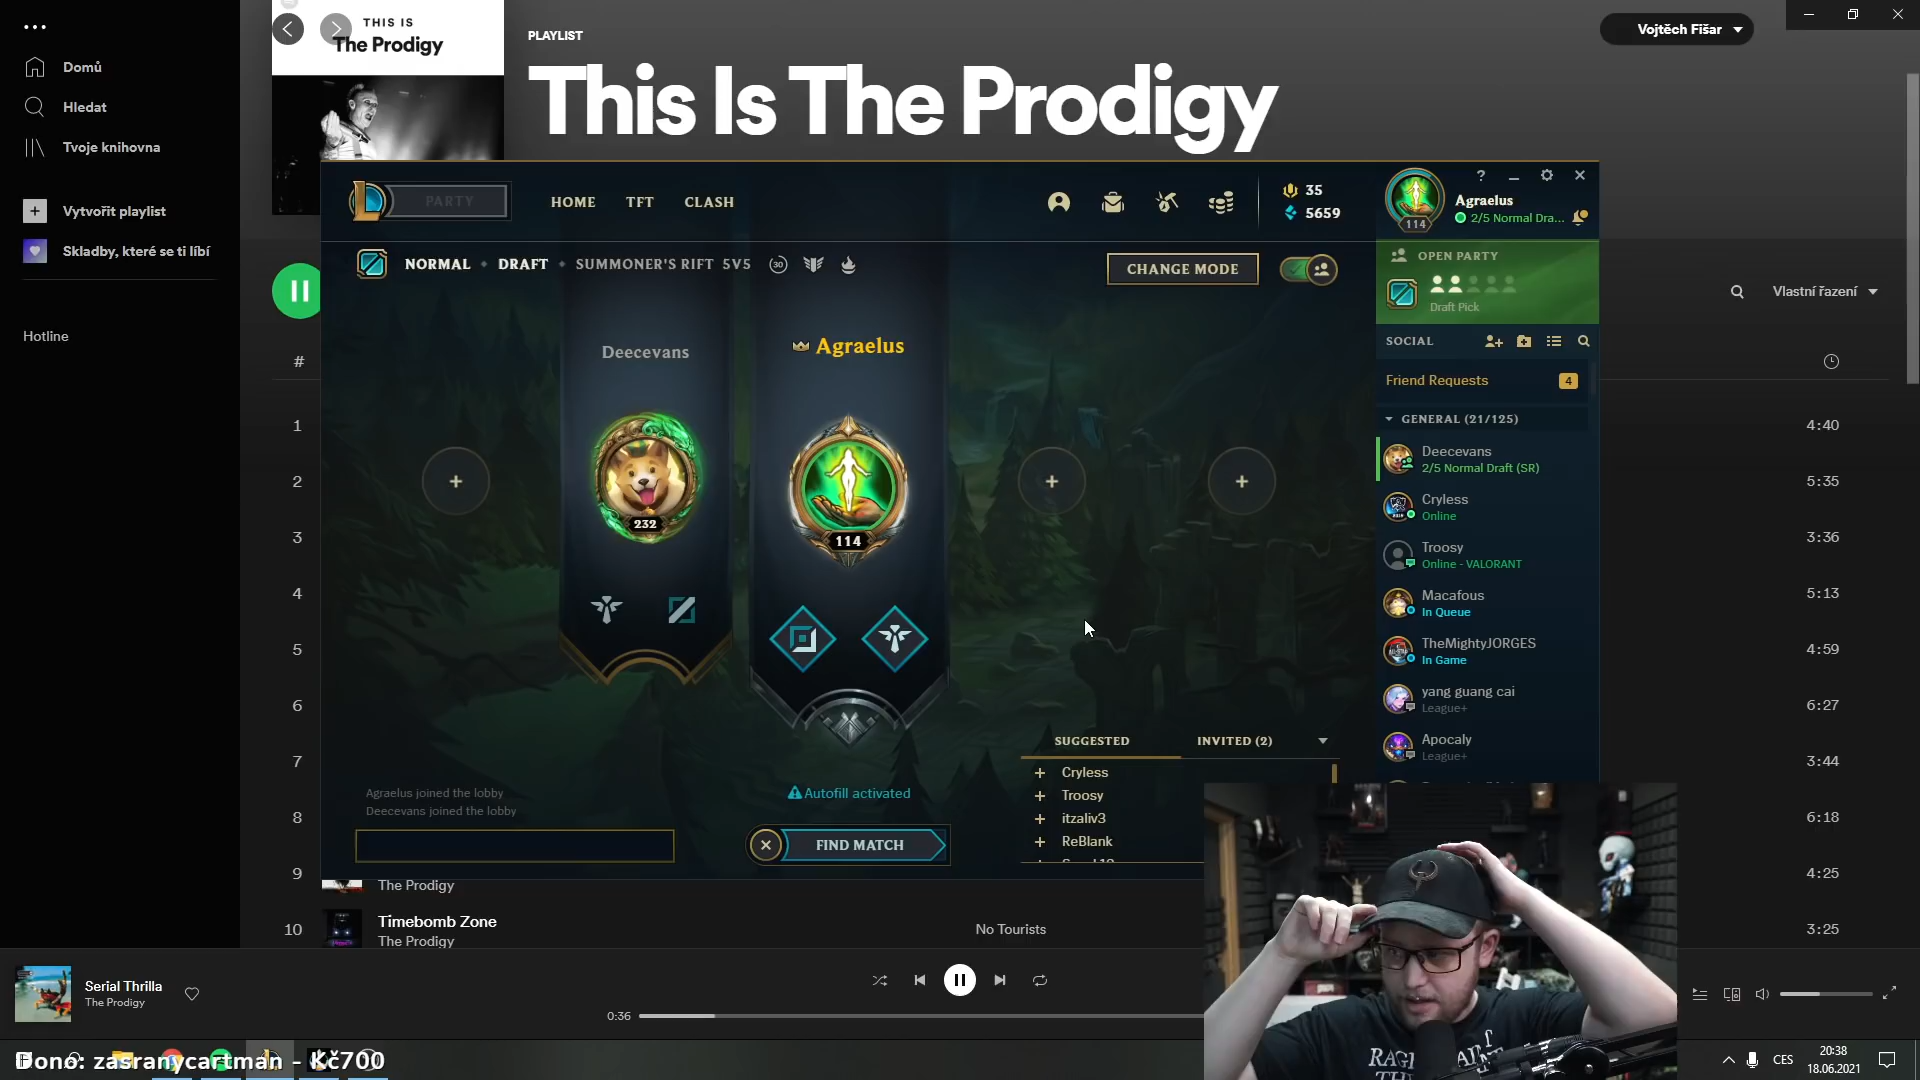 THIS IS
The Prodigy
PLAYLIST
This Is The Prodigy
Vojtěch Fišar
Domů
Hledat
Tvoje knihovna
Vytvořit playlist
Skladby, které se ti líbí
Hotline
PARTY
HOME
TFT
CLASH
35
5659
?
Agraelus
2/5 Normal Dra...
114
NORMAL • DRAFT • SUMMONER'S RIFT 5V5
30
CHANGE MODE
OPEN PARTY
Draft Pick
Vlastní řazení
SOCIAL
Friend Requests
4
GENERAL (21/125)
Deecevans
2/5 Normal Draft (SR)
Cryless
Online
Troosy
Online - VALORANT
Macafous
In Queue
TheMightyJORGES
In Game
yang guang cai
League+
Apocaly
League+
Deecevans
232
Agraelus
114
SUGGESTED
INVITED (2)
Cryless
Troosy
itzaliv3
ReBlank
Agraelus joined the lobby
Deecevans joined the lobby
Autofill activated
FIND MATCH
#
1
4:40
2
5:35
3
3:36
4
5:13
5
4:59
6
6:27
7
3:44
8
6:18
9
The Prodigy
4:25
10
Timebomb Zone
The Prodigy
No Tourists
3:25
Serial Thrilla
The Prodigy
0:36
Dono: zasranycartman - Kč700
CES
20:38
18.06.2021